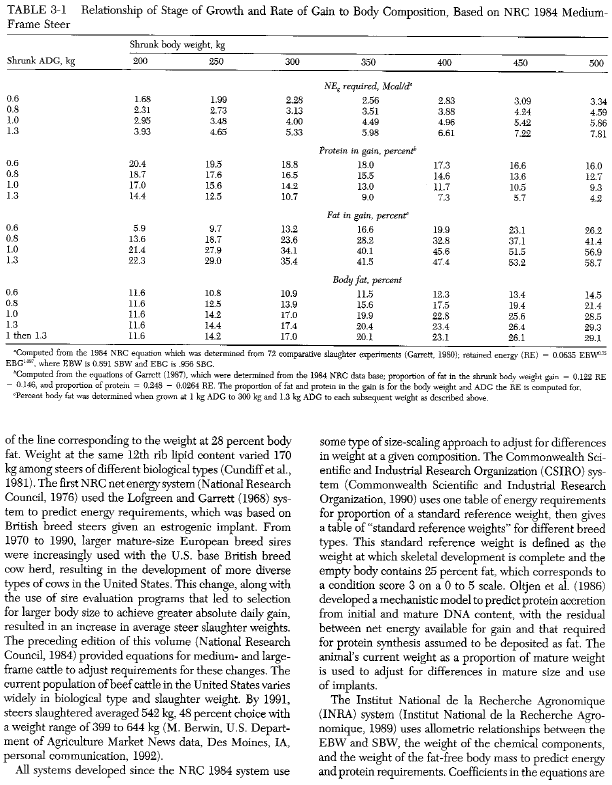 TABLE 3-1 Relationship of Stage of Growth and Rate of Gain to Body Composition, Based on NRC 1984 Medium-
Frame Steer
Shrunk body weight, kg
Shrunk ADG, kg 200 250 300 350 400 450 500
NEg required, Mcal/dᵃ
0.6 1.68 1.99 2.28 2.56 2.83 3.09 3.34
0.8 2.31 2.73 3.13 3.51 3.88 4.24 4.59
1.0 2.95 3.48 4.00 4.49 4.96 5.42 5.86
1.3 3.93 4.65 5.33 5.98 6.61 7.22 7.81
Protein in gain, percentᵇ
0.6 20.4 19.5 18.8 18.0 17.3 16.6 16.0
0.8 18.7 17.6 16.5 15.5 14.6 13.6 12.7
1.0 17.0 15.6 14.2 13.0 11.7 10.5 9.3
1.3 14.4 12.5 10.7 9.0 7.3 5.7 4.2
Fat in gain, percentᶜ
0.6 5.9 9.7 13.2 16.6 19.9 23.1 26.2
0.8 13.6 18.7 23.6 28.2 32.8 37.1 41.4
1.0 21.4 27.9 34.1 40.1 45.6 51.5 56.9
1.3 22.3 29.0 35.4 41.5 47.4 53.2 58.7
Body fat, percent
0.6 11.6 10.8 10.9 11.5 12.3 13.4 14.5
0.8 11.6 12.5 13.9 15.6 17.5 19.4 21.4
1.0 11.6 14.2 17.0 19.9 22.8 25.6 28.5
1.3 11.6 14.4 17.4 20.4 23.4 26.4 29.3
1 then 1.3 11.6 14.2 17.0 20.1 23.1 26.1 29.1
ᵃComputed from the 1984 NRC equation which was determined from 72 comparative slaughter experiments (Garrett, 1980); retained energy (RE) = 0.0635 EBW⁰·⁷⁵
EBG¹·⁰⁹⁷, where EBW is 0.891 SBW and EBG is .956 SBG.
ᵇComputed from the equations of Garrett (1987), which were determined from the 1984 NRC data base; proportion of fat in the shrunk body weight gain = 0.122 RE
− 0.146, and proportion of protein = 0.248 − 0.0264 RE. The proportion of fat and protein in the gain is for the body weight and ADG the RE is computed for.
ᶜPercent body fat was determined when grown at 1 kg ADG to 300 kg and 1.3 kg ADG to each subsequent weight as described above.
of the line corresponding to the weight at 28 percent body
fat. Weight at the same 12th rib lipid content varied 170
kg among steers of different biological types (Cundiff et al.,
1981). The first NRC net energy system (National Research
Council, 1976) used the Lofgreen and Garrett (1968) sys-
tem to predict energy requirements, which was based on
British breed steers given an estrogenic implant. From
1970 to 1990, larger mature-size European breed sires
were increasingly used with the U.S. base British breed
cow herd, resulting in the development of more diverse
types of cows in the United States. This change, along with
the use of sire evaluation programs that led to selection
for larger body size to achieve greater absolute daily gain,
resulted in an increase in average steer slaughter weights.
The preceding edition of this volume (National Research
Council, 1984) provided equations for medium- and large-
frame cattle to adjust requirements for these changes. The
current population of beef cattle in the United States varies
widely in biological type and slaughter weight. By 1991,
steers slaughtered averaged 542 kg, 48 percent choice with
a weight range of 399 to 644 kg (M. Berwin, U.S. Depart-
ment of Agriculture Market News data, Des Moines, IA,
personal communication, 1992).
All systems developed since the NRC 1984 system use
some type of size-scaling approach to adjust for differences
in weight at a given composition. The Commonwealth Sci-
entific and Industrial Research Organization (CSIRO) sys-
tem (Commonwealth Scientific and Industrial Research
Organization, 1990) uses one table of energy requirements
for proportion of a standard reference weight, then gives
a table of “standard reference weights” for different breed
types. This standard reference weight is defined as the
weight at which skeletal development is complete and the
empty body contains 25 percent fat, which corresponds to
a condition score 3 on a 0 to 5 scale. Oltjen et al. (1986)
developed a mechanistic model to predict protein accretion
from initial and mature DNA content, with the residual
between net energy available for gain and that required
for protein synthesis assumed to be deposited as fat. The
animal’s current weight as a proportion of mature weight
is used to adjust for differences in mature size and use
of implants.
The Institut National de la Recherche Agronomique
(INRA) system (Institut National de la Recherche Agro-
nomique, 1989) uses allometric relationships between the
EBW and SBW, the weight of the chemical components,
and the weight of the fat-free body mass to predict energy
and protein requirements. Coefficients in the equations are